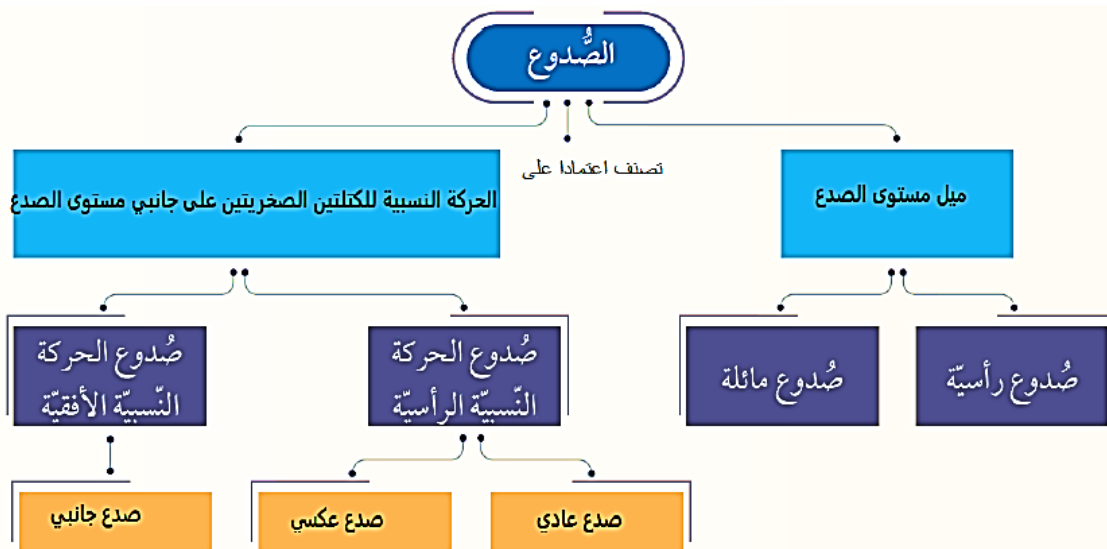 الصُّدوع
تصنف اعتمادا على
ميل مستوى الصدع
الحركة النسبية للكتلتين الصخريتين على جانبي مستوى الصدع
صُدوع رأسيّة
صُدوع مائلة
صُدوع الحركة
النّسبيّة الرأسيّة
صُدوع الحركة
النّسبيّة الأفقيّة
صدع عادي
صدع عكسي
صدع جانبي